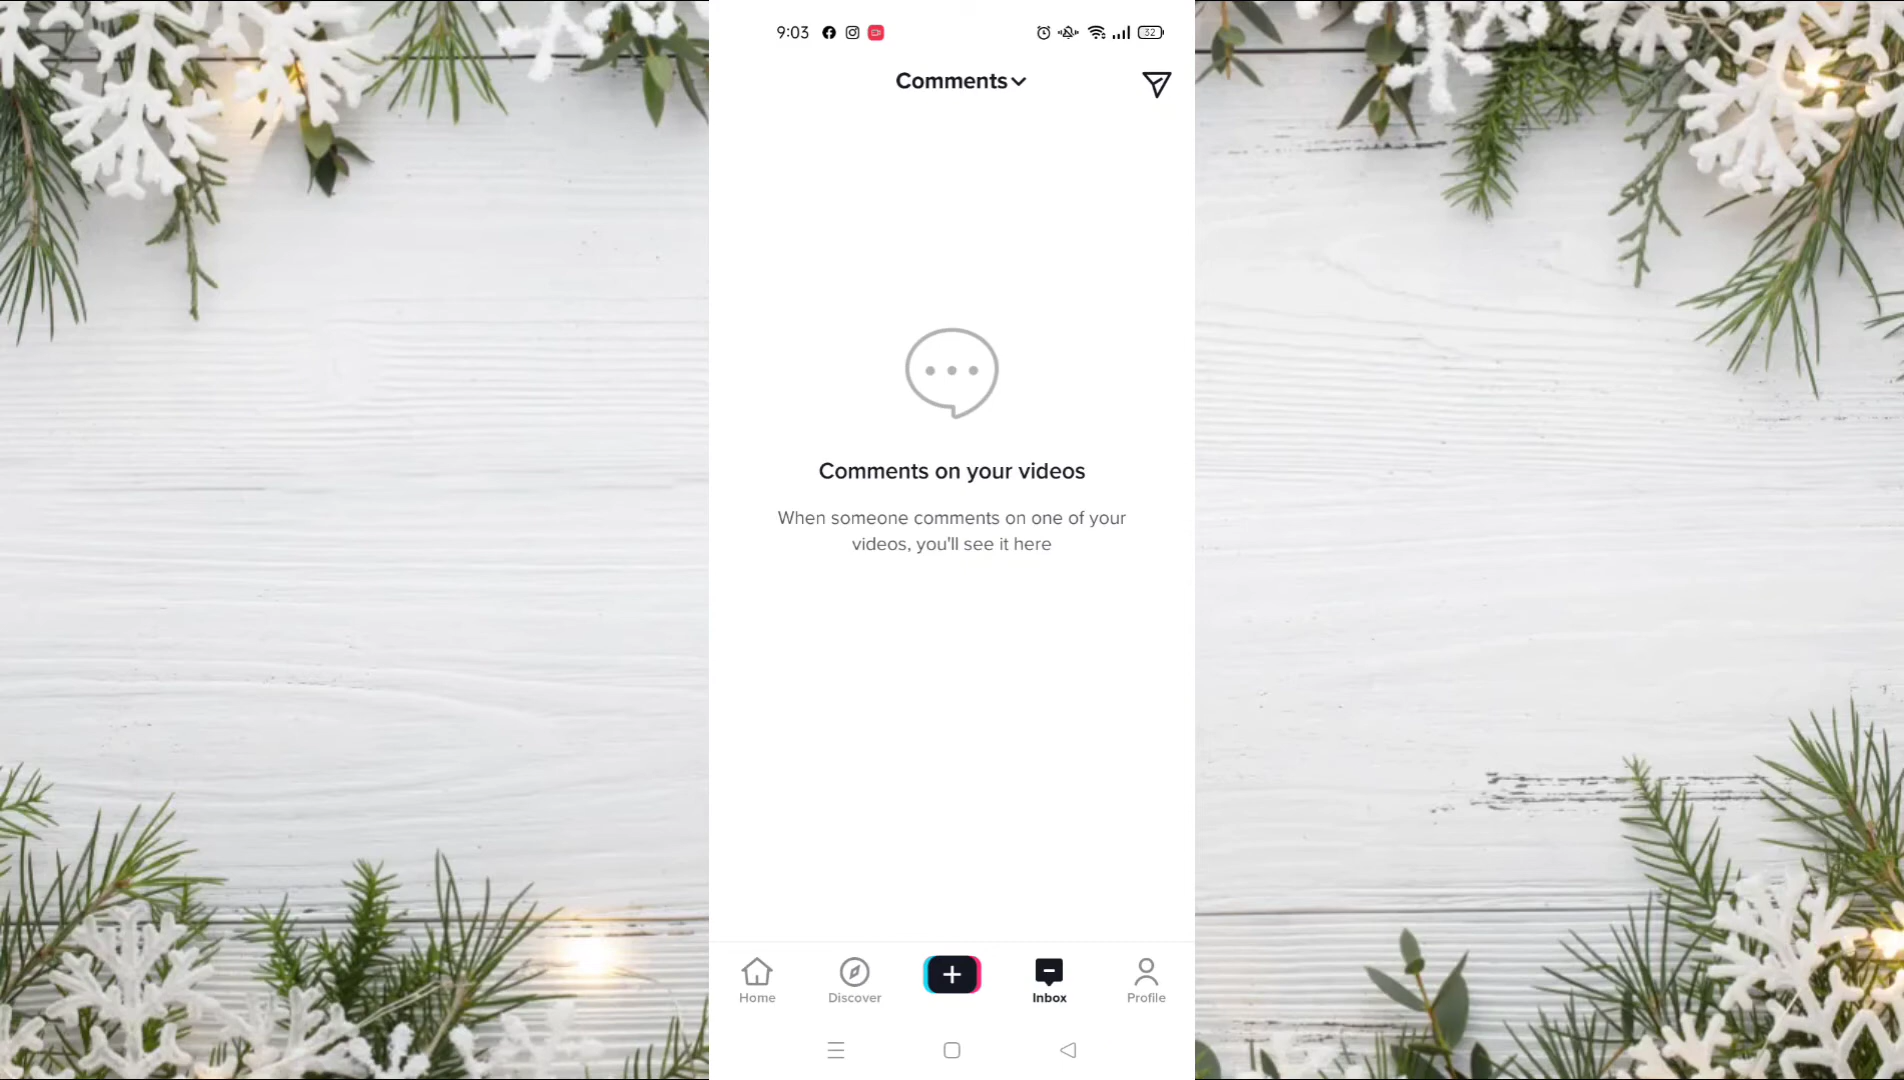 9:03
32
Comments
Comments on your videos
When someone comments on one of your
videos, you'll see it here
Home
Discover
Inbox
Profile